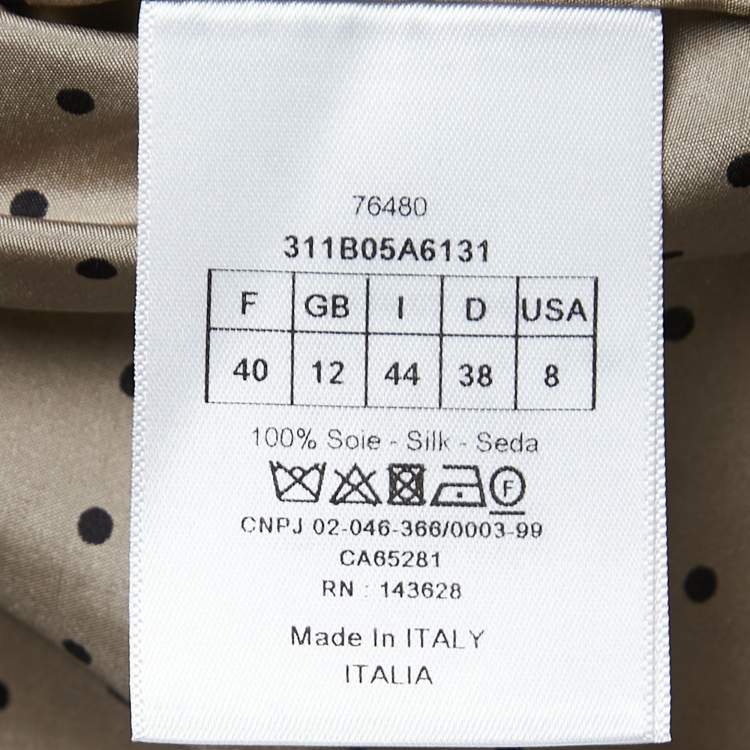 76480
311B05A6131
F GB I D USA
40 12 44 38 8
100% Soie - Silk - Seda
F
CNPJ 02-046-366/0003-99
CA65281
RN : 143628
Made In ITALY
ITALIA